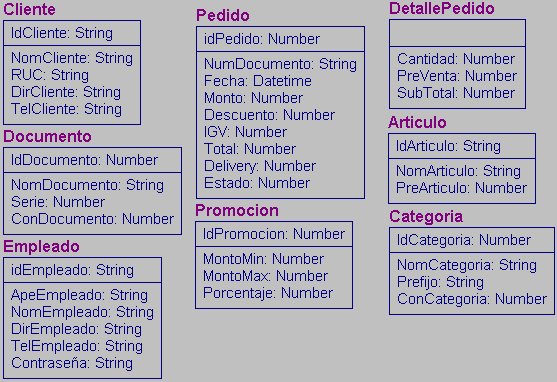 Cliente
IdCliente: String
NomCliente: String
RUC: String
DirCliente: String
TelCliente: String
Documento
IdDocumento: Number
NomDocumento: String
Serie: Number
ConDocumento: Number
Empleado
idEmpleado: String
ApeEmpleado: String
NomEmpleado: String
DirEmpleado: String
TelEmpleado: String
Contraseña: String
Pedido
idPedido: Number
NumDocumento: String
Fecha: Datetime
Monto: Number
Descuento: Number
IGV: Number
Total: Number
Delivery: Number
Estado: Number
Promocion
IdPromocion: Number
MontoMin: Number
MontoMax: Number
Porcentaje: Number
DetallePedido
Cantidad: Number
PreVenta: Number
SubTotal: Number
Articulo
IdArticulo: String
NomArticulo: String
PreArticulo: Number
Categoria
IdCategoria: Number
NomCategoria: String
Prefijo: String
ConCategoria: Number